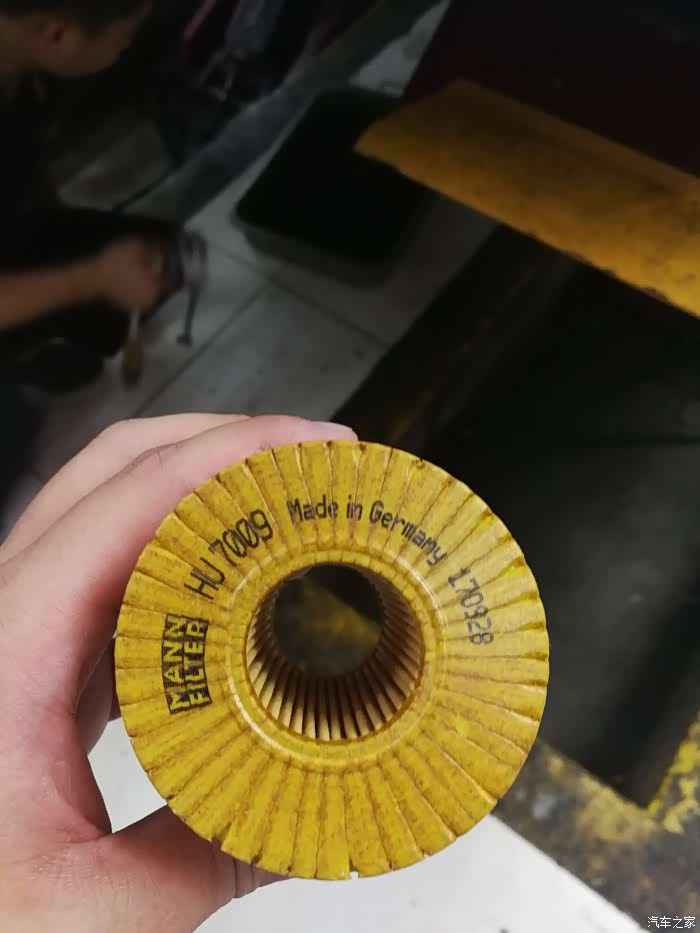 MANN
FILTER
HU 7009 Made in Germany 170928
汽车之家